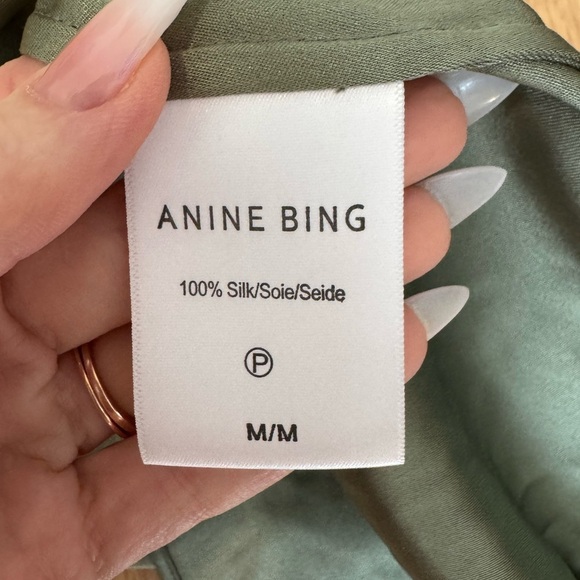 ANINE BING
100% Silk/Soie/Seide
P
M/M